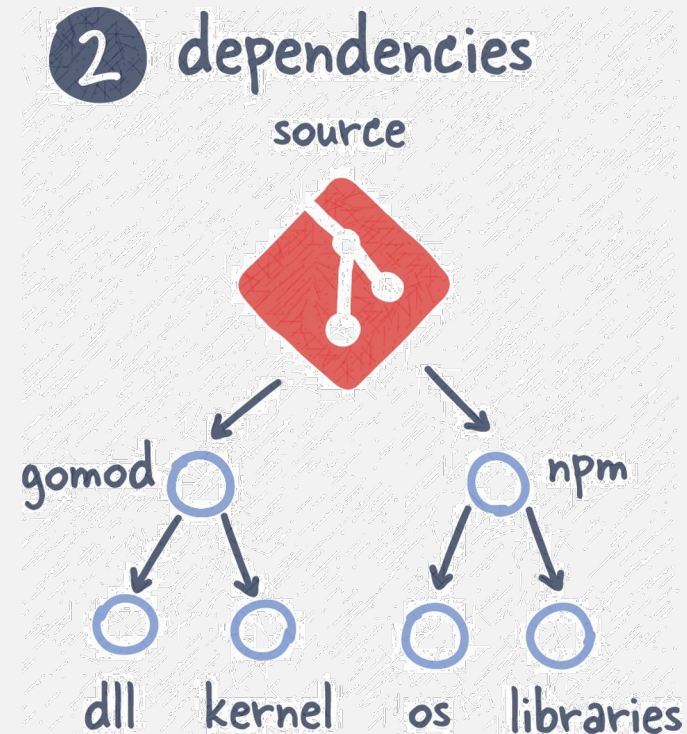 2 dependencies
source
gomod
npm
dll kernel os libraries